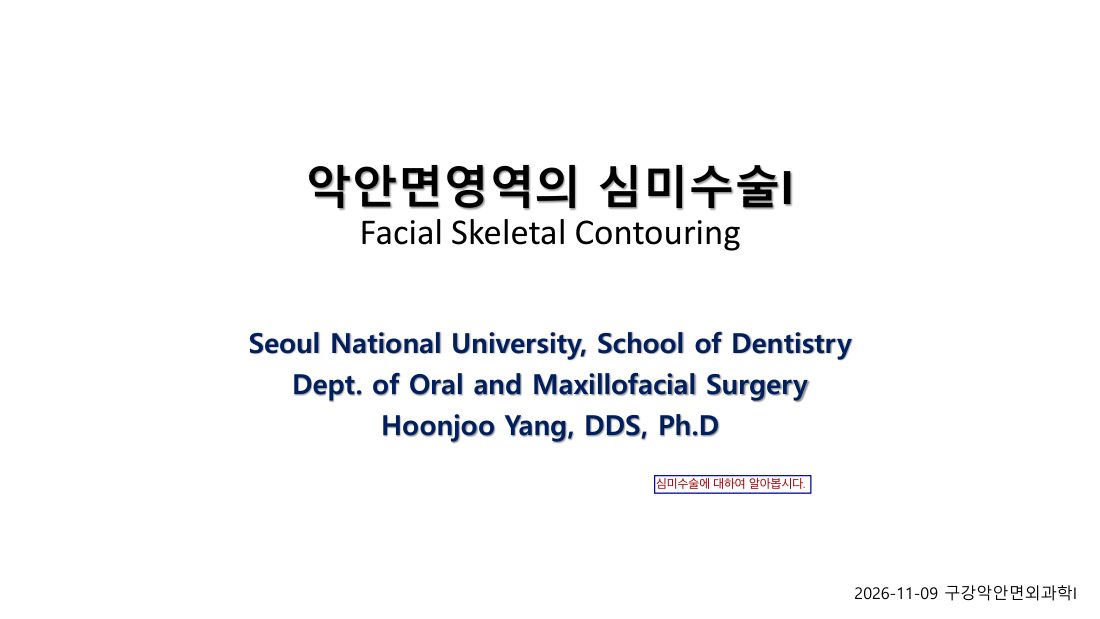 악안면영역의 심미수술I
Facial Skeletal Contouring
Seoul National University, School of Dentistry
Dept. of Oral and Maxillofacial Surgery
Hoonjoo Yang, DDS, Ph.D
심미수술에 대하여 알아봅시다.
2026-11-09 구강악안면외과학I